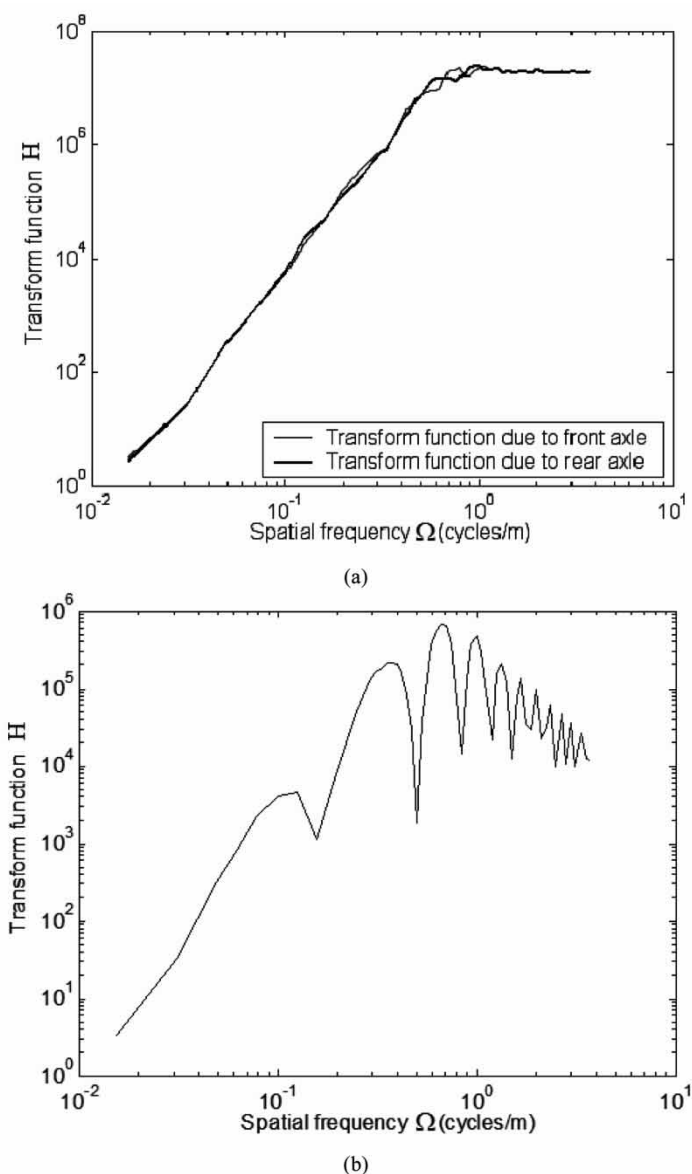 10^8
10^6
10^4
10^2
10^0
Transform function H
Transform function due to front axle
Transform function due to rear axle
10^-2
10^-1
10^0
10^1
Spatial frequency Ω(cycles/m)
(a)
10^6
10^5
10^4
10^3
10^2
10^1
10^0
Transform function H
10^-2
10^-1
10^0
10^1
Spatial frequency Ω(cycles/m)
(b)